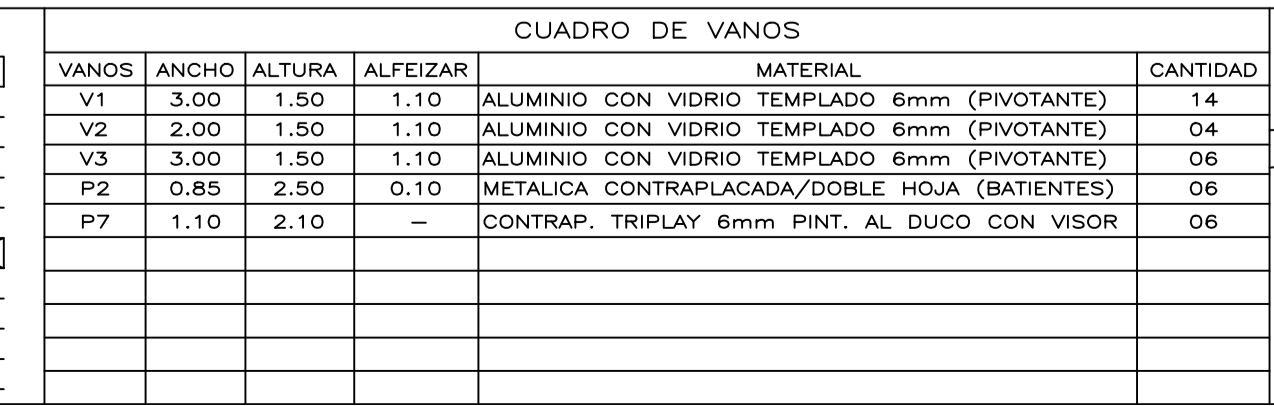 CUADRO DE VANOS
VANOS ANCHO ALTURA ALFEIZAR MATERIAL CANTIDAD
V1 3.00 1.50 1.10 ALUMINIO CON VIDRIO TEMPLADO 6mm (PIVOTANTE) 14
V2 2.00 1.50 1.10 ALUMINIO CON VIDRIO TEMPLADO 6mm (PIVOTANTE) 04
V3 3.00 1.50 1.10 ALUMINIO CON VIDRIO TEMPLADO 6mm (PIVOTANTE) 06
P2 0.85 2.50 0.10 METALICA CONTRAPLACADA/DOBLE HOJA (BATIENTES) 06
P7 1.10 2.10 – CONTRAP. TRIPLAY 6mm PINT. AL DUCO CON VISOR 06